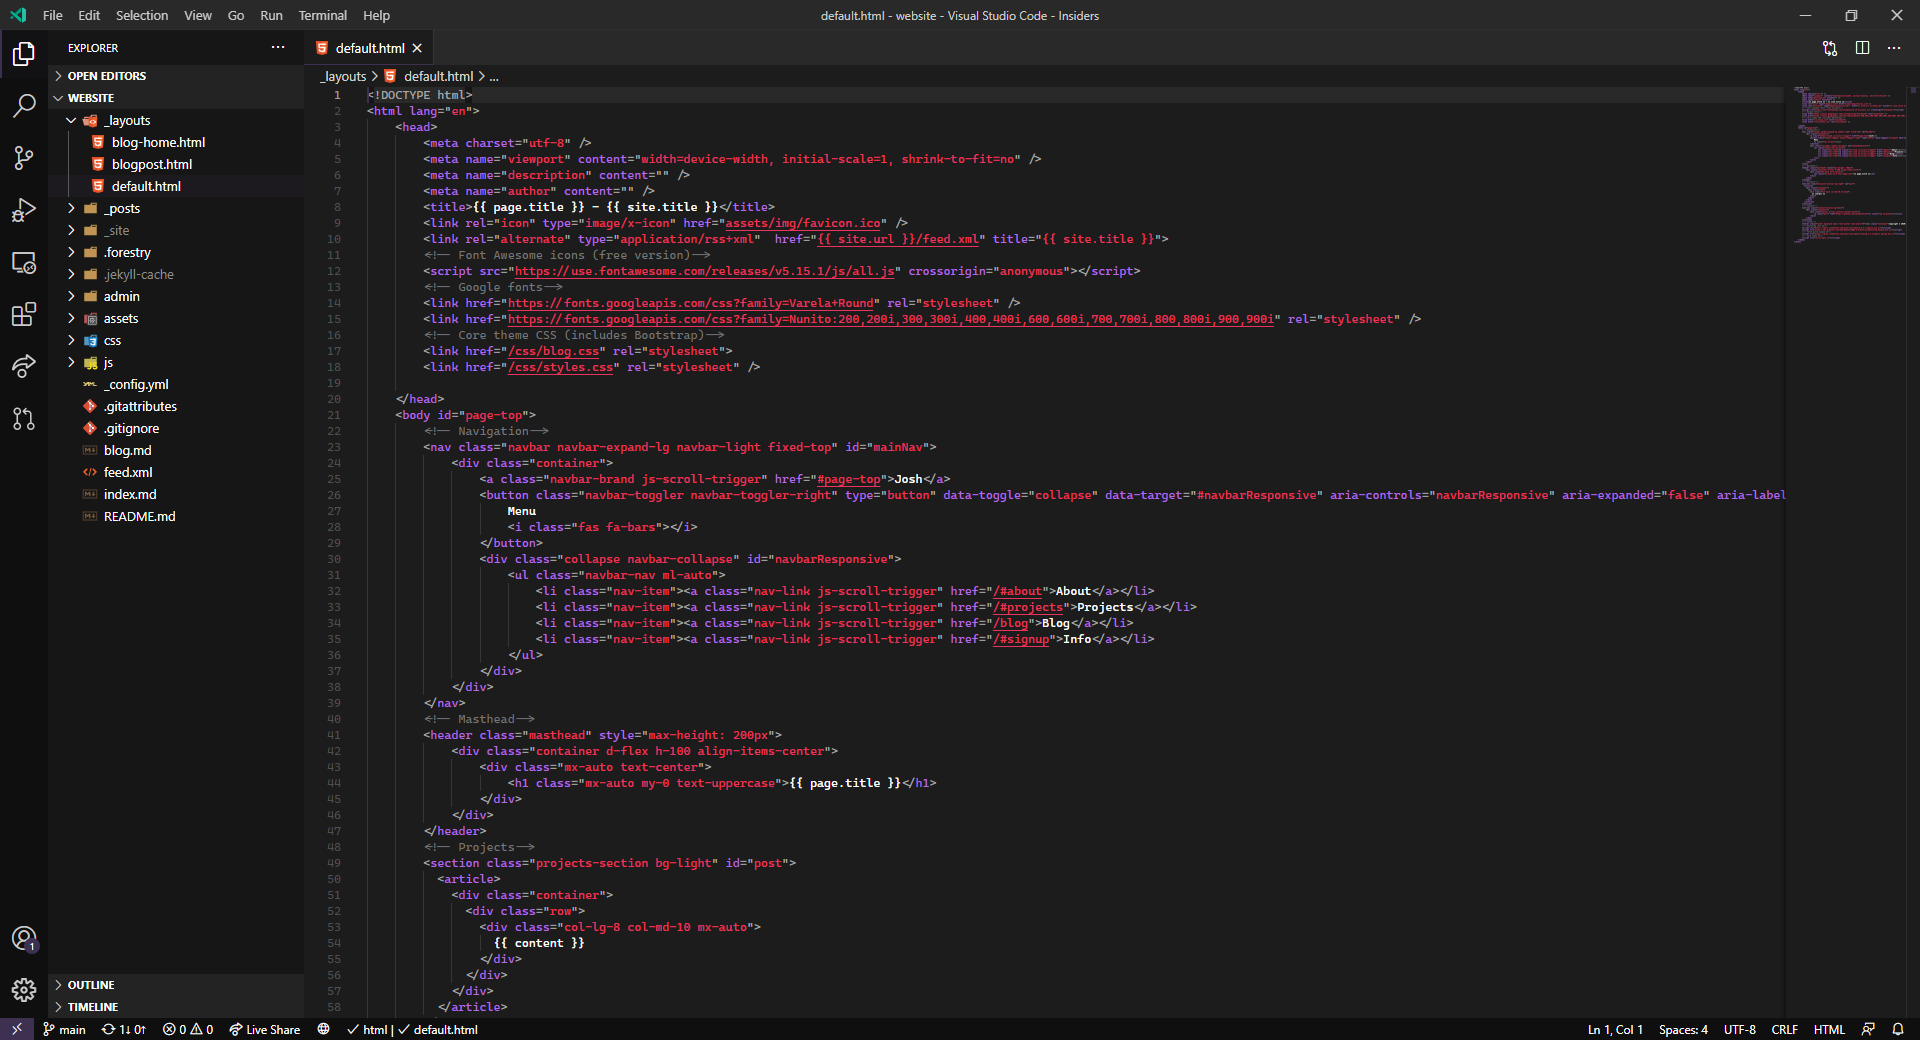 File Edit Selection View Go Run Terminal Help
default.html - website - Visual Studio Code - Insiders
EXPLORER
OPEN EDITORS
WEBSITE
_layouts
blog-home.html
blogpost.html
default.html
_posts
_site
.forestry
.jekyll-cache
admin
assets
css
js
_config.yml
.gitattributes
.gitignore
blog.md
feed.xml
index.md
README.md
OUTLINE
TIMELINE
default.html
_layouts > default.html > ...
1 <!DOCTYPE html>
2 <html lang="en">
3 <head>
4 <meta charset="utf-8" />
5 <meta name="viewport" content="width=device-width, initial-scale=1, shrink-to-fit=no" />
6 <meta name="description" content="" />
7 <meta name="author" content="" />
8 <title>{{ page.title }} - {{ site.title }}</title>
9 <link rel="icon" type="image/x-icon" href="assets/img/favicon.ico" />
10 <link rel="alternate" type="application/rss+xml"  href="{{ site.url }}/feed.xml" title="{{ site.title }}">
11 <!-- Font Awesome icons (free version)-->
12 <script src="https://use.fontawesome.com/releases/v5.15.1/js/all.js" crossorigin="anonymous"></script>
13 <!-- Google fonts-->
14 <link href="https://fonts.googleapis.com/css?family=Varela+Round" rel="stylesheet" />
15 <link href="https://fonts.googleapis.com/css?family=Nunito:200,200i,300,300i,400,400i,600,600i,700,700i,800,800i,900,900i" rel="stylesheet" />
16 <!-- Core theme CSS (includes Bootstrap)-->
17 <link href="/css/blog.css" rel="stylesheet">
18 <link href="/css/styles.css" rel="stylesheet" />
19
20 </head>
21 <body id="page-top">
22 <!-- Navigation-->
23 <nav class="navbar navbar-expand-lg navbar-light fixed-top" id="mainNav">
24 <div class="container">
25 <a class="navbar-brand js-scroll-trigger" href="#page-top">Josh</a>
26 <button class="navbar-toggler navbar-toggler-right" type="button" data-toggle="collapse" data-target="#navbarResponsive" aria-controls="navbarResponsive" aria-expanded="false" aria-label
27 Menu
28 <i class="fas fa-bars"></i>
29 </button>
30 <div class="collapse navbar-collapse" id="navbarResponsive">
31 <ul class="navbar-nav ml-auto">
32 <li class="nav-item"><a class="nav-link js-scroll-trigger" href="/#about">About</a></li>
33 <li class="nav-item"><a class="nav-link js-scroll-trigger" href="/#projects">Projects</a></li>
34 <li class="nav-item"><a class="nav-link js-scroll-trigger" href="/blog">Blog</a></li>
35 <li class="nav-item"><a class="nav-link js-scroll-trigger" href="/#signup">Info</a></li>
36 </ul>
37 </div>
38 </div>
39 </nav>
40 <!-- Masthead-->
41 <header class="masthead" style="max-height: 200px">
42 <div class="container d-flex h-100 align-items-center">
43 <div class="mx-auto text-center">
44 <h1 class="mx-auto my-0 text-uppercase">{{ page.title }}</h1>
45 </div>
46 </div>
47 </header>
48 <!-- Projects-->
49 <section class="projects-section bg-light" id="post">
50 <article>
51 <div class="container">
52 <div class="row">
53 <div class="col-lg-8 col-md-10 mx-auto">
54 {{ content }}
55 </div>
56 </div>
57 </div>
58 </article>
1
main 1↓ 0↑ 0 0 Live Share html | default.html
Ln 1, Col 1 Spaces: 4 UTF-8 CRLF HTML